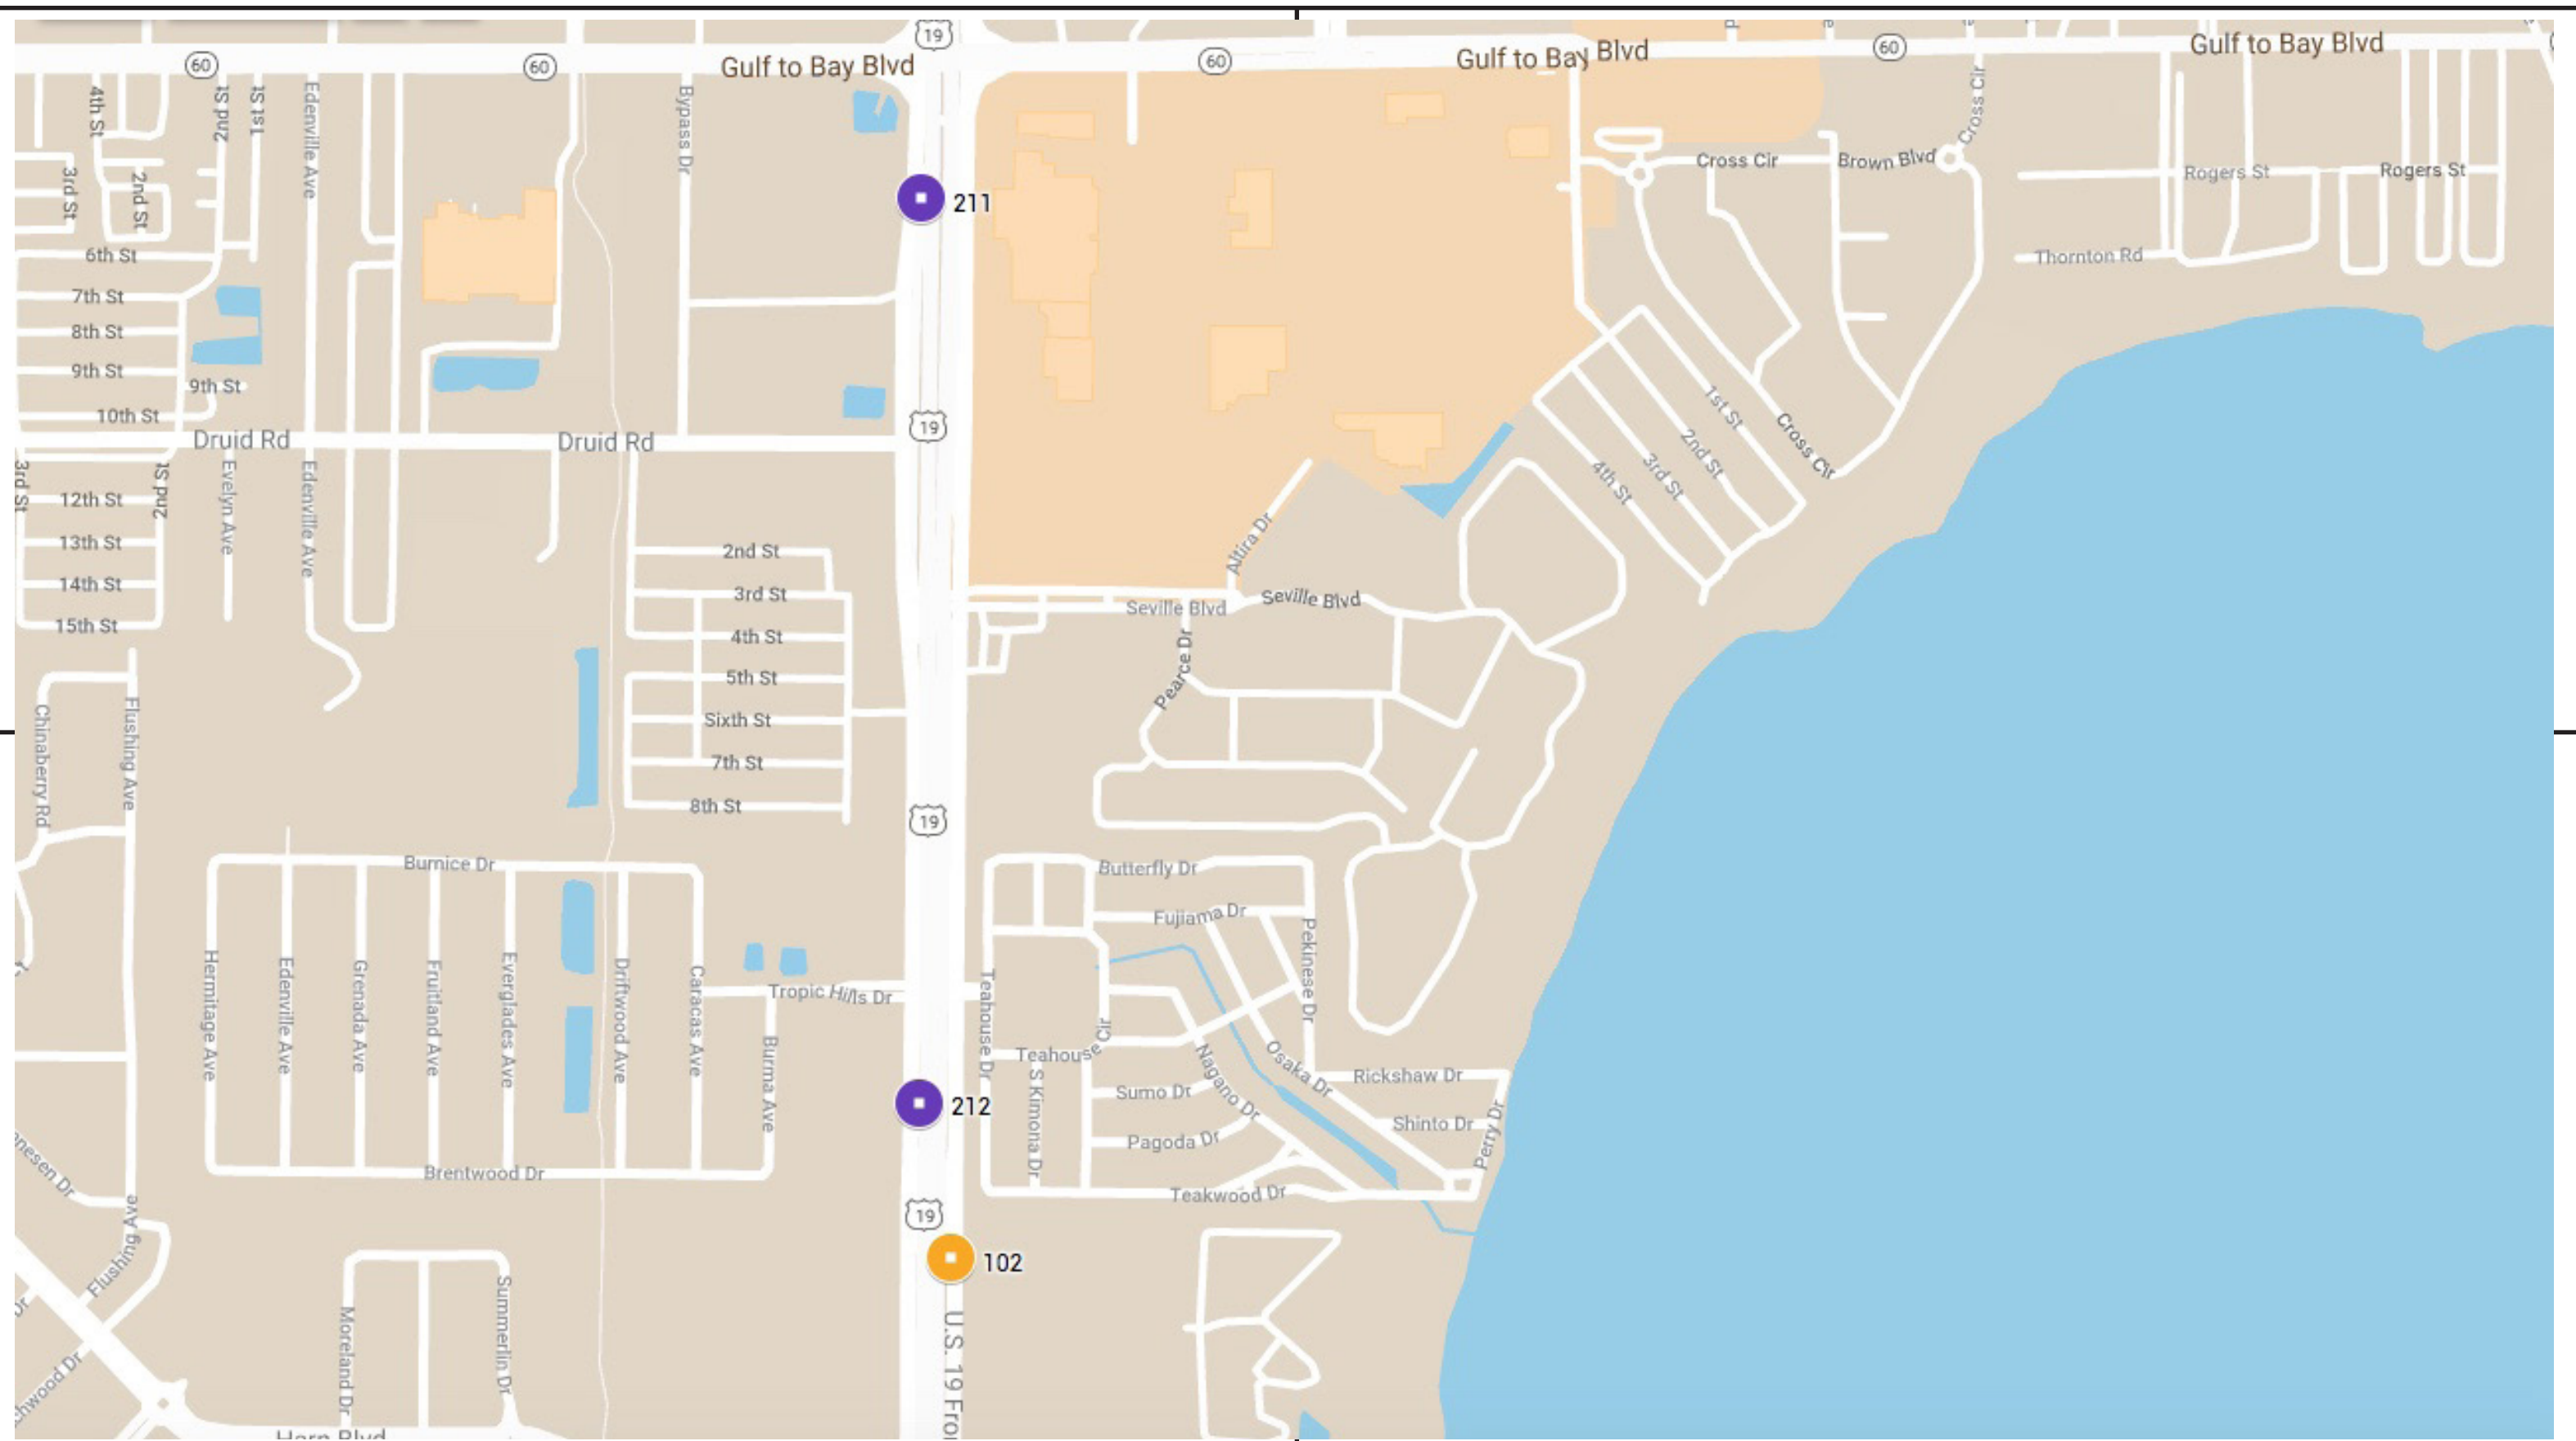 19
Gulf to Bay Blvd
Gulf to Bay Blvd
Gulf to Bay Blvd
60
60
60
60
4th St
2nd St
1st St
Edenville Ave
Bypass Dr
Cross Cir
3rd St
2nd St
211
Cross Cir
Brown Blvd
Rogers St
Rogers St
6th St
Thornton Rd
7th St
8th St
9th St
9th St
10th St
1st St
Druid Rd
Druid Rd
19
Cross Cir
2nd St
3rd St
4th St
3rd St
12th St
2nd St
Evelyn Ave
Edenville Ave
13th St
2nd St
Altira Dr
14th St
3rd St
Seville Blvd
Seville Blvd
15th St
4th St
Pearce Dr
5th St
Sixth St
Chinaberry Rd
Flushing Ave
7th St
8th St
19
Burnice Dr
Butterfly Dr
Fujiama Dr
Pekinese Dr
Hermitage Ave
Edenville Ave
Grenada Ave
Fruitland Ave
Everglades Ave
Driftwood Ave
Caracas Ave
Tropic Hills Dr
Teahouse Dr
Burma Ave
Teahouse Cir
S Kimona Dr
Nagano Dr
Osaka Dr
Rickshaw Dr
Sumo Dr
212
Shinto Dr
Pagoda Dr
Perry Dr
nesen Dr
Brentwood Dr
Teakwood Dr
Flushing Ave
19
102
Dr
Moreland Dr
Summerlin Dr
U.S. 19 Fro
chwood Dr